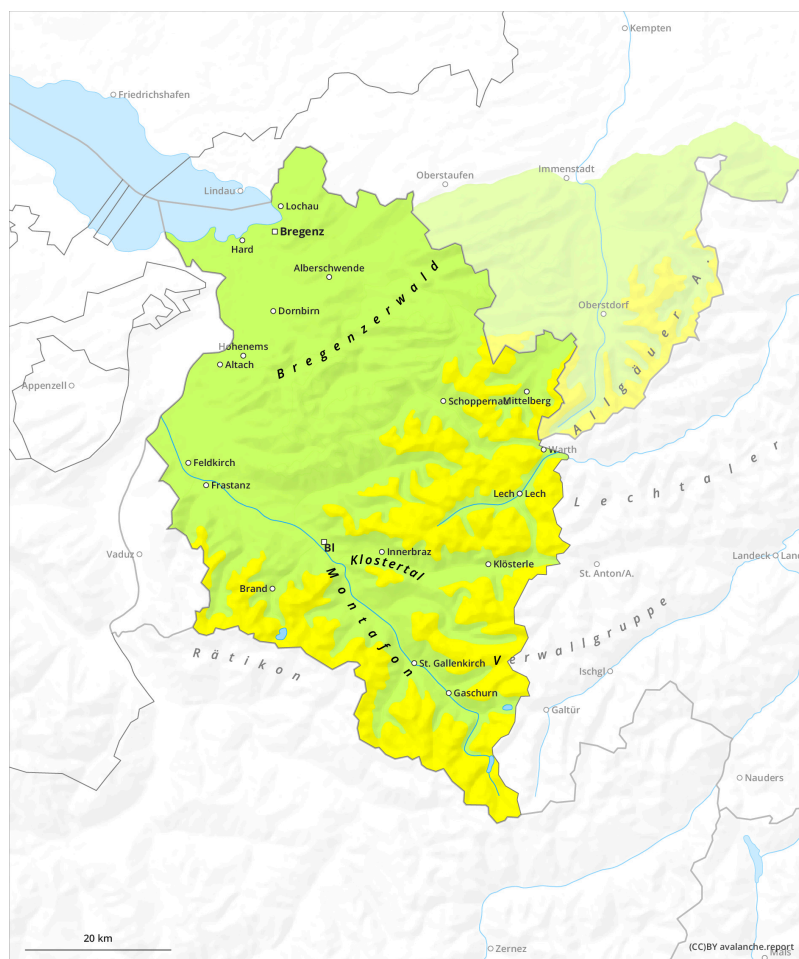 Kempten
Friedrichshafen
Oberstaufen
Immenstadt
Lindau
Lochau
Bregenz
Hard
Alberschwende
Bregenzerwald
Oberstdorf
Dornbirn
Allgäuer A.
Hohenems
Altach
Appenzell
Schoppernau
Mittelberg
Warth
Feldkirch
Frastanz
Lech
Lech
Lechtaler
Vaduz
Bl
Innerbraz
Klostertal
Klösterle
St. Anton/A.
Landeck
Brand
Montafon
Verwallgruppe
Rätikon
St. Gallenkirch
Ischgl
Gaschurn
Galtür
Nauders
20 km
Zernez
(CC)BY avalanche.report
Mals